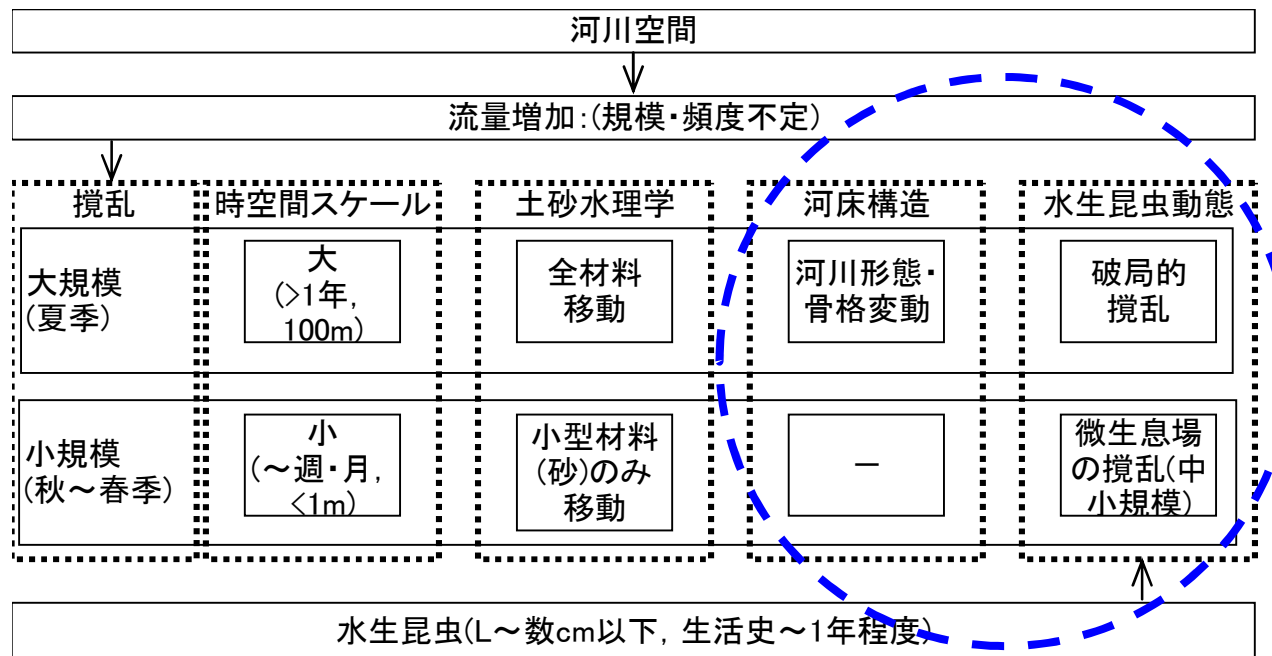 河川空間
流量増加:(規模・頻度不定)
攪乱
時空間スケール
土砂水理学
河床構造
水生昆虫動態
大規模
(夏季)
大
(>1年,
100m)
全材料
移動
河川形態・
骨格変動
破局的
攪乱
小規模
(秋～春季)
小
(～週・月,
<1m)
小型材料
(砂)のみ
移動
－
微生息場
の攪乱(中
小規模)
水生昆虫(L～数cm以下, 生活史～1年程度)